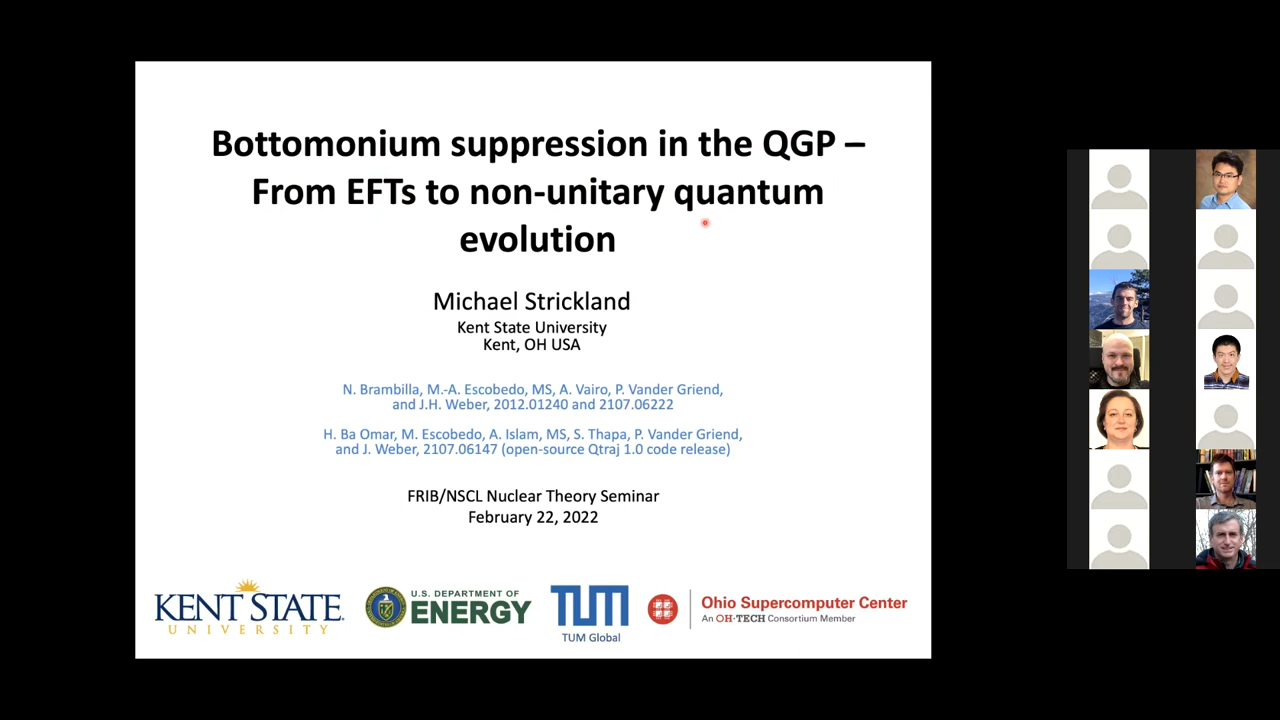 Bottomonium suppression in the QGP –
From EFTs to non-unitary quantum
evolution
Michael Strickland
Kent State University
Kent, OH USA
N. Brambilla, M.-A. Escobedo, MS, A. Vairo, P. Vander Griend,
and J.H. Weber, 2012.01240 and 2107.06222
H. Ba Omar, M. Escobedo, A. Islam, MS, S. Thapa, P. Vander Griend,
and J. Weber, 2107.06147 (open-source Qtraj 1.0 code release)
FRIB/NSCL Nuclear Theory Seminar
February 22, 2022
KENT STATE
UNIVERSITY
U.S. DEPARTMENT OF
ENERGY
TUM
TUM Global
Ohio Supercomputer Center
An OH·TECH Consortium Member